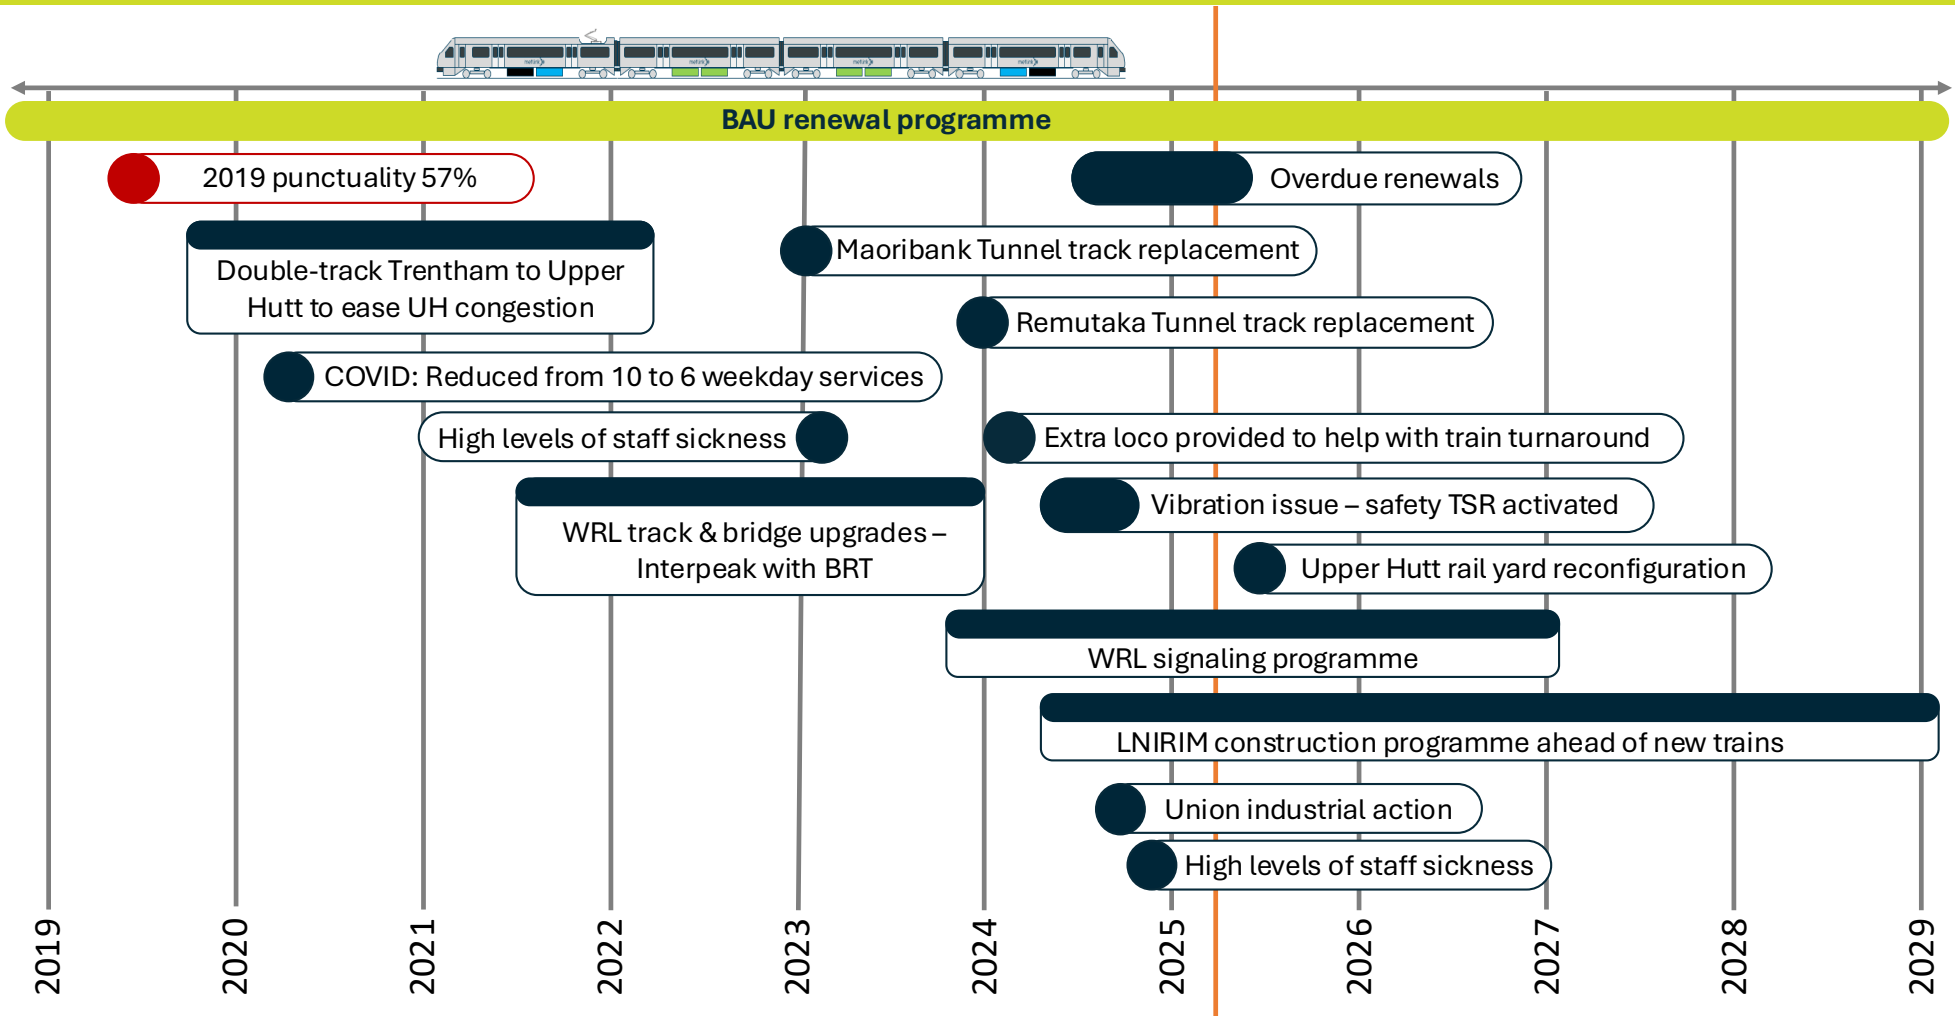 BAU renewal programme
2019 punctuality 57%
Overdue renewals
Double-track Trentham to Upper
Hutt to ease UH congestion
Maoribank Tunnel track replacement
Remutaka Tunnel track replacement
COVID: Reduced from 10 to 6 weekday services
High levels of staff sickness
Extra loco provided to help with train turnaround
WRL track & bridge upgrades –
Interpeak with BRT
Vibration issue – safety TSR activated
Upper Hutt rail yard reconfiguration
WRL signaling programme
LNIRIM construction programme ahead of new trains
Union industrial action
High levels of staff sickness
2019
2020
2021
2022
2023
2024
2025
2026
2027
2028
2029